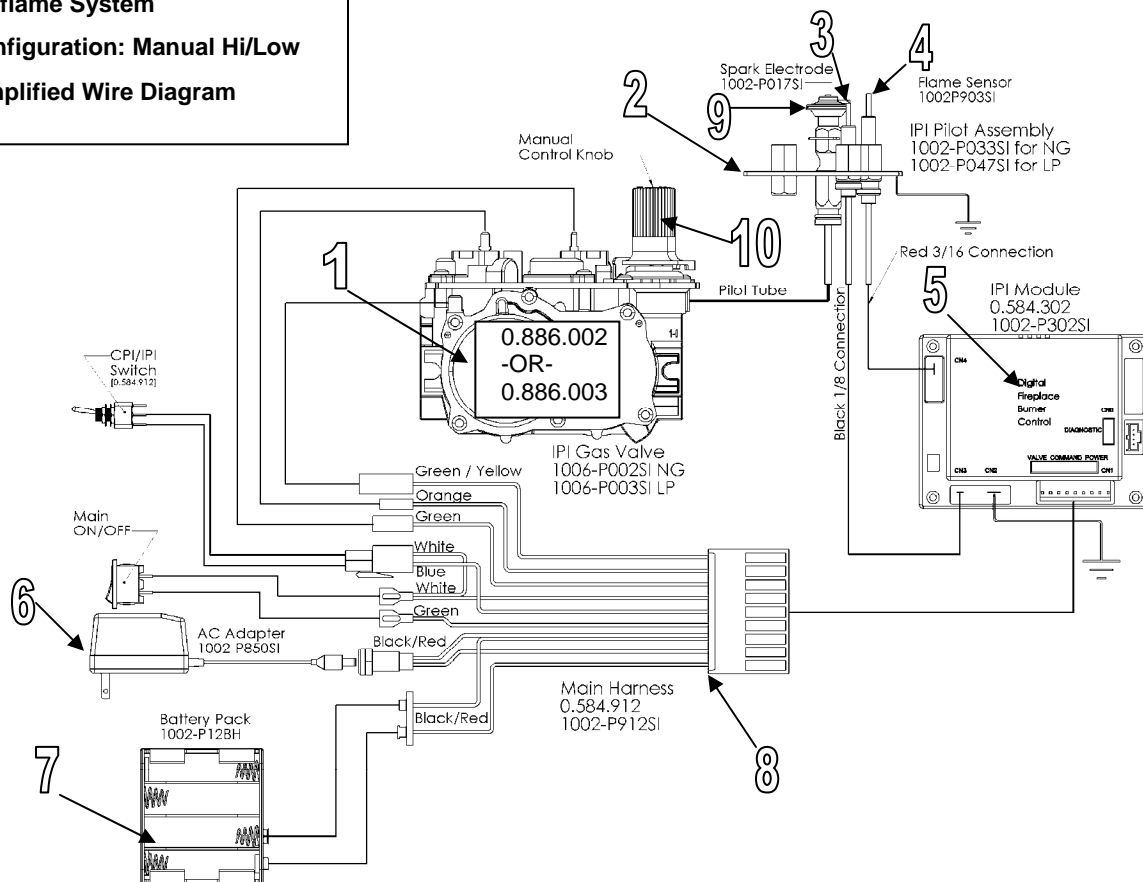 flame System
nfiguration: Manual Hi/Low
nplified Wire Diagram
3
4
Spark Electrode
1002-P017SI
Flame Sensor
1002P903SI
2
9
IPI Pilot Assembly
1002-P033SI for NG
1002-P047SI for LP
Manual
Control Knob
10
1
Red 3/16 Connection
Pilot Tube
5
IPI Module
0.584.302
1002-P302SI
0.886.002
-OR-
0.886.003
1-I
CPI/IPI
Switch
[0.584.912]
Black 1/8 Connection
CN4
Digital
Fireplace
Burner
Control
DIAGNOSTIC
VALVE COMMAND POWER
CN3
CN2
CN1
IPI Gas Valve
1006-P002SI NG
1006-P003SI LP
Green / Yellow
Orange
Green
Main
ON/OFF
White
Blue
White
Green
6
AC Adapter
1002 P850SI
Black/Red
Main Harness
0.584.912
1002-P912SI
8
Battery Pack
1002-P12BH
Black/Red
7